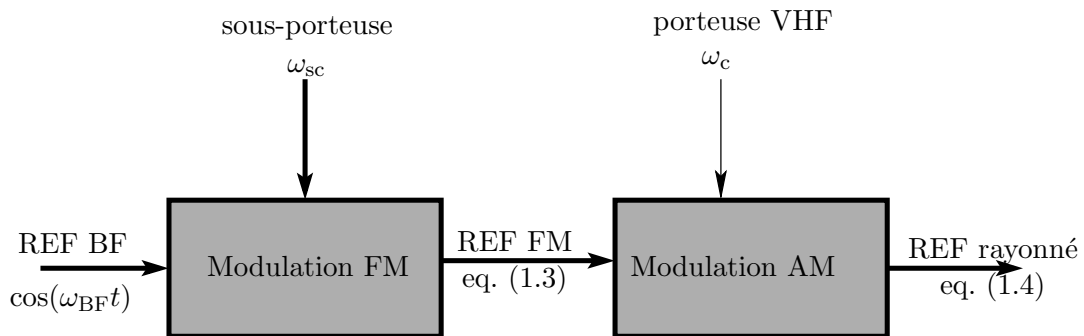 sous-porteuse
ω_sc
porteuse VHF
ω_c
REF BF
cos(ω_BF t)
Modulation FM
REF FM
eq. (1.3)
Modulation AM
REF rayonné
eq. (1.4)